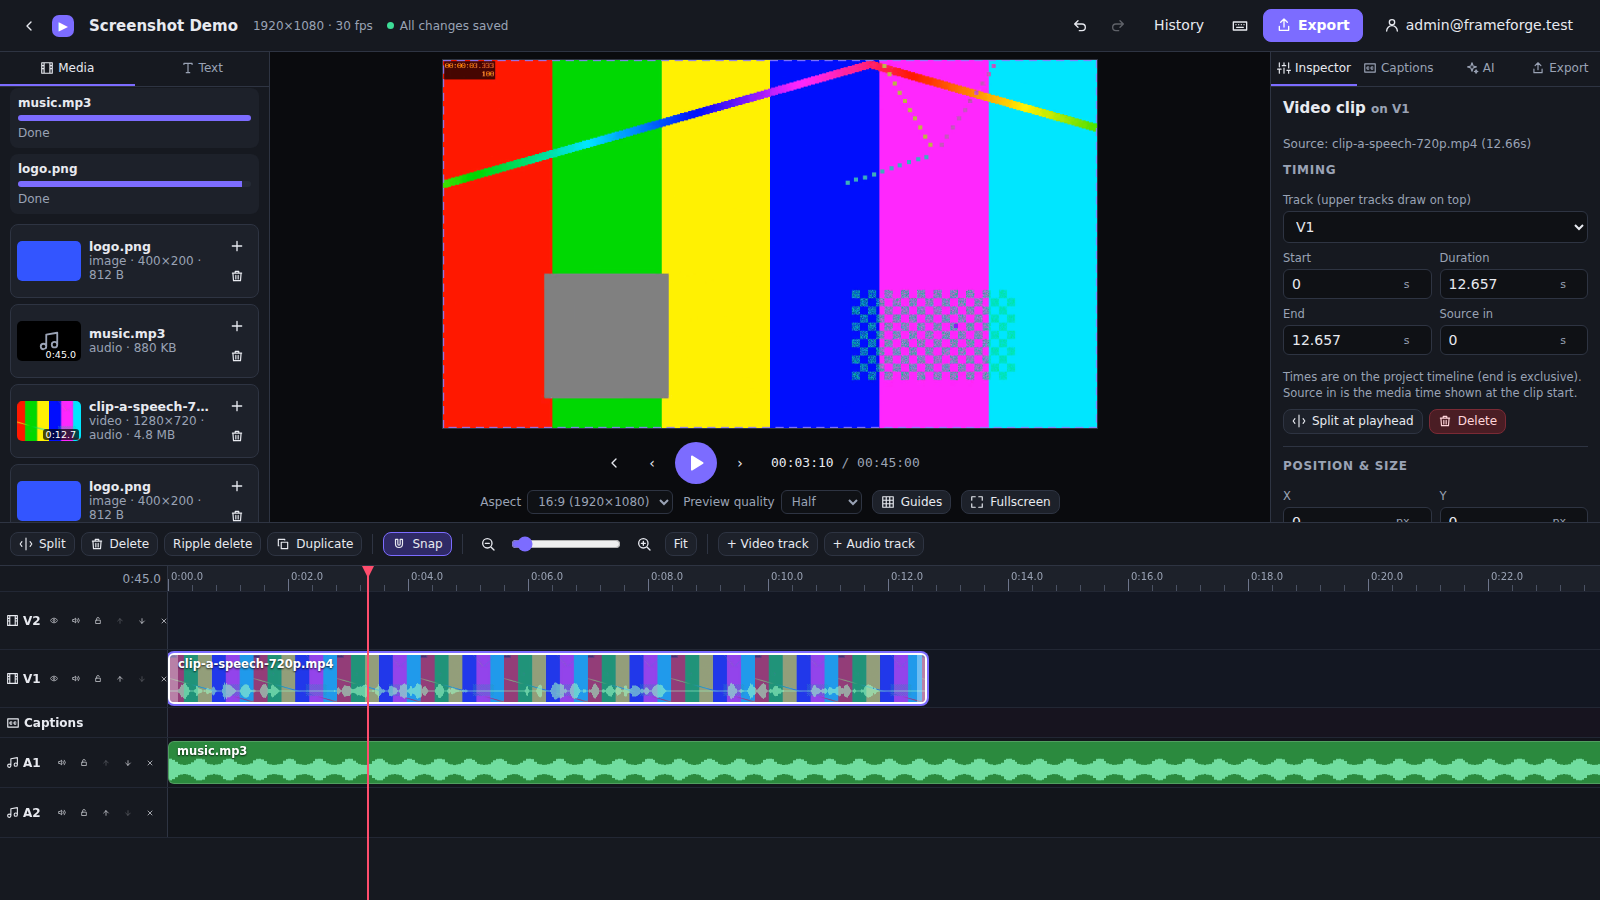 Screenshot Demo
1920×1080 · 30 fps
All changes saved
History
Export
admin@frameforge.test
Media
Text
music.mp3
Done
logo.png
Done
logo.png
image · 400×200 ·
812 B
music.mp3
audio · 880 KB
0:45.0
clip-a-speech-7…
video · 1280×720 ·
audio · 4.8 MB
0:12.7
logo.png
image · 400×200 ·
812 B
00:00:03.333
100
00:03:10 / 00:45:00
Aspect
16:9 (1920×1080)
Preview quality
Half
Guides
Fullscreen
Inspector
Captions
AI
Export
Video clip on V1
Source: clip-a-speech-720p.mp4 (12.66s)
TIMING
Track (upper tracks draw on top)
V1
Start
Duration
0 s
12.657 s
End
Source in
12.657 s
0 s
Times are on the project timeline (end is exclusive).
Source in is the media time shown at the clip start.
Split at playhead
Delete
POSITION & SIZE
X
Y
0 px
0 px
Split
Delete
Ripple delete
Duplicate
Snap
Fit
+ Video track
+ Audio track
0:45.0
0:00.0
0:02.0
0:04.0
0:06.0
0:08.0
0:10.0
0:12.0
0:14.0
0:16.0
0:18.0
0:20.0
0:22.0
V2
V1
clip-a-speech-720p.mp4
Captions
A1
music.mp3
A2